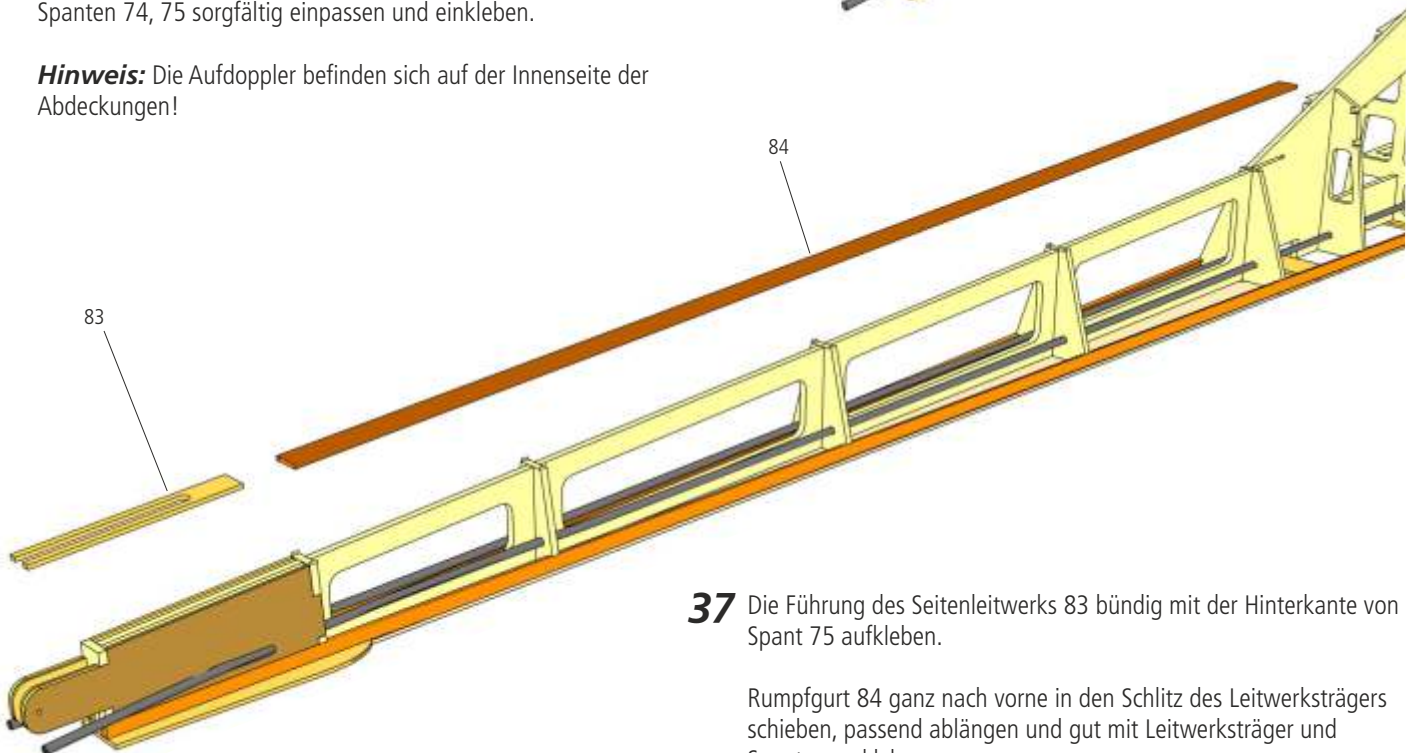 Spanten 74, 75 sorgfältig einpassen und einkleben.
Hinweis: Die Aufdoppler befinden sich auf der Innenseite der
Abdeckungen!
84
83
37 Die Führung des Seitenleitwerks 83 bündig mit der Hinterkante von
Spant 75 aufkleben.
Rumpfgurt 84 ganz nach vorne in den Schlitz des Leitwerksträgers
schieben, passend ablängen und gut mit Leitwerksträger und